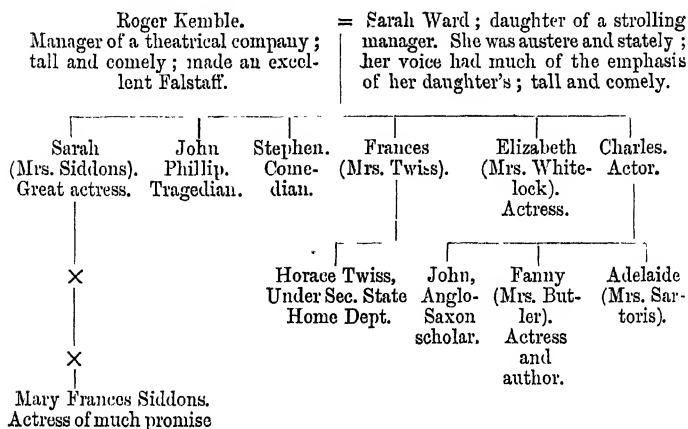 Roger Kemble.
Manager of a theatrical company;
tall and comely; made an excel-
lent Falstaff.
= Sarah Ward; daughter of a strolling
manager. She was austere and stately;
her voice had much of the emphasis
of her daughter's; tall and comely.
Sarah
(Mrs. Siddons).
Great actress.
John
Phillip.
Tragedian.
Stephen.
Come-
dian.
Frances
(Mrs. Twiss).
Elizabeth
(Mrs. White-
lock).
Actress.
Charles.
Actor.
×
×
Horace Twiss,
Under Sec. State
Home Dept.
John,
Anglo-
Saxon
scholar.
Fanny
(Mrs. But-
ler).
Actress
and
author.
Adelaide
(Mrs. Sar-
toris).
Mary Frances Siddons.
Actress of much promise